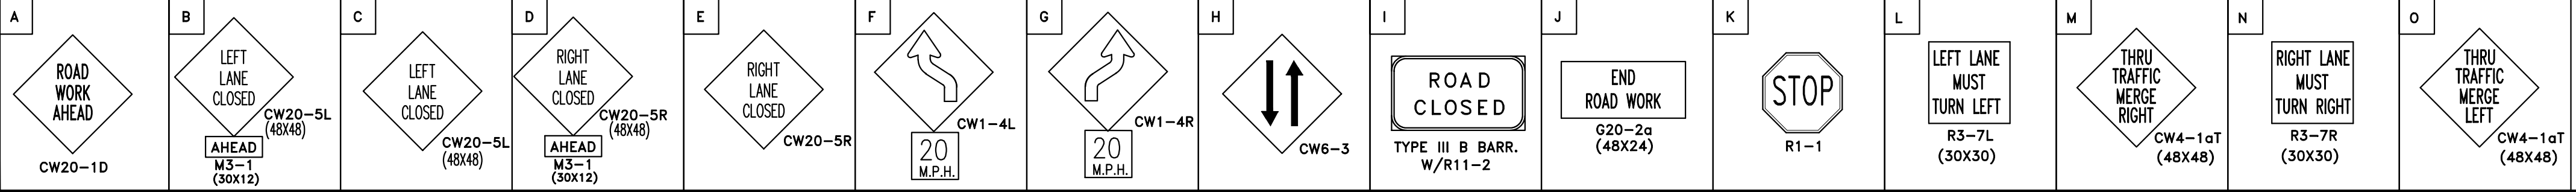 A
ROAD
WORK
AHEAD
CW20-1D
B
LEFT
LANE
CLOSED
CW20-5L
(48X48)
AHEAD
M3-1
(30X12)
C
LEFT
LANE
CLOSED
CW20-5L
(48X48)
D
RIGHT
LANE
CLOSED
CW20-5R
(48X48)
AHEAD
M3-1
(30X12)
E
RIGHT
LANE
CLOSED
CW20-5R
F
CW1-4L
20
M.P.H.
G
CW1-4R
20
M.P.H.
H
CW6-3
I
ROAD
CLOSED
TYPE III B BARR.
W/R11-2
J
END
ROAD WORK
G20-2a
(48X24)
K
STOP
R1-1
L
LEFT LANE
MUST
TURN LEFT
R3-7L
(30X30)
M
THRU
TRAFFIC
MERGE
RIGHT
CW4-1aT
(48X48)
N
RIGHT LANE
MUST
TURN RIGHT
R3-7R
(30X30)
O
THRU
TRAFFIC
MERGE
LEFT
CW4-1aT
(48X48)